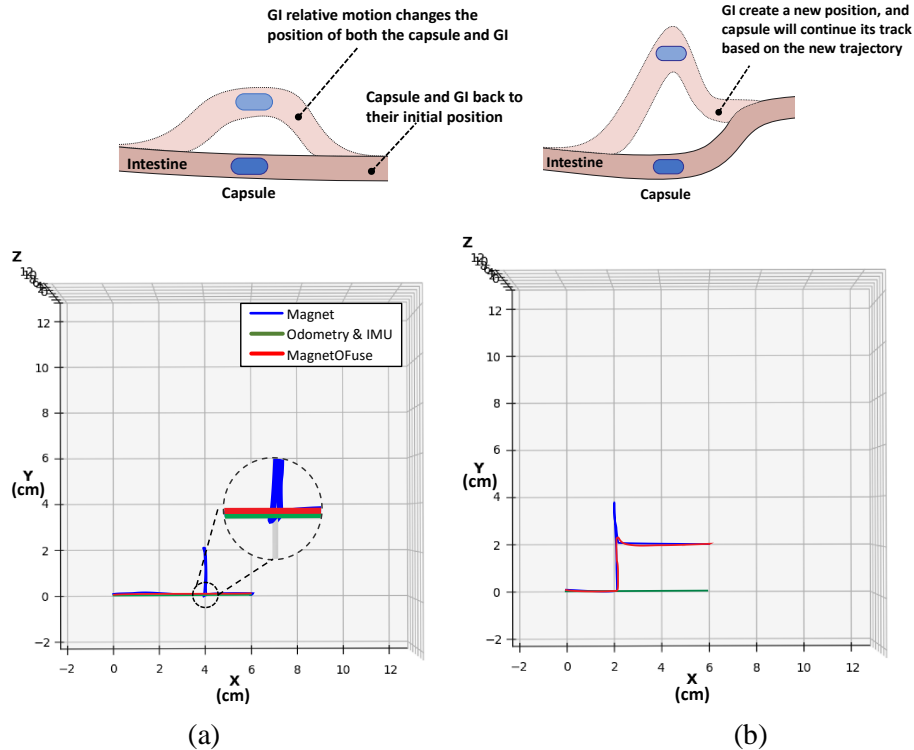 GI relative motion changes the
position of both the capsule and GI
Capsule and GI back to
their initial position
Intestine
Capsule
GI create a new position, and
capsule will continue its track
based on the new trajectory
Intestine
Capsule
Z
12
Magnet
Odometry & IMU
MagnetOFuse
12
10
8
6
4
2
0
−2
Y
(cm)
−2 0 2 4 6 8 10 12
X
(cm)
(a)
Z
12
12
10
8
6
4
2
0
−2
Y
(cm)
−2 0 2 4 6 8 10 12
X
(cm)
(b)